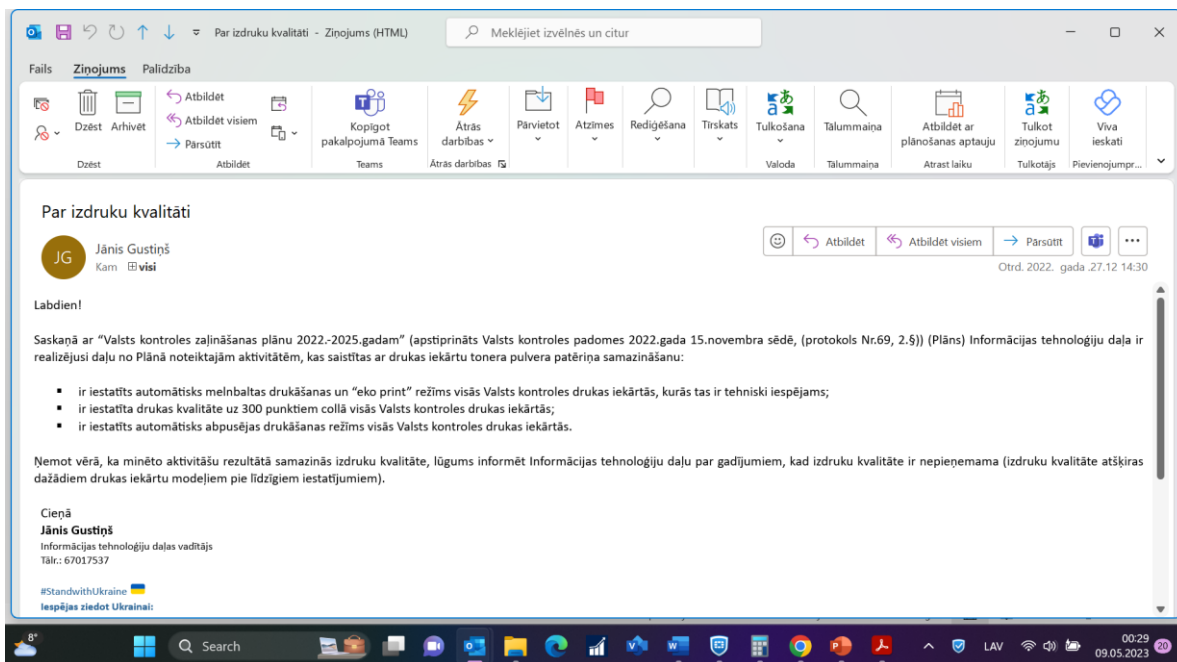 Par izdruku kvalitāti - Ziņojums (HTML)
Meklējiet izvēlnēs un citur
Fails Ziņojums Palīdzība
Dzēst Arhivēt
Atbildēt
Atbildēt visiem
Pārsūtīt
Kopīgot pakalpojumā Teams
Ātrās darbības
Pārvietot
Atzīmes
Rediģēšana
Tīrskats
Tulkošana
Tālummaiņa
Atbildēt ar plānošanas aptauju
Tulkot ziņojumu
Viva ieskati
Dzēst Atbildēt Teams Ātrās darbības Valoda Tālummaiņa Atrast laiku Tulkotājs Pievienojumpr...
Par izdruku kvalitāti
JG
Jānis Gustiņš
Kam visi
Atbildēt Atbildēt visiem Pārsūtīt
Otrd. 2022. gada .27.12 14:30
Labdien!
Saskaņā ar “Valsts kontroles zaļināšanas plānu 2022.-2025.gadam” (apstiprināts Valsts kontroles padomes 2022.gada 15.novembra sēdē, (protokols Nr.69, 2.§)) (Plāns) Informācijas tehnoloģiju daļa ir
realizējusi daļu no Plānā noteiktajām aktivitātēm, kas saistītas ar drukas iekārtu tonera pulvera patēriņa samazināšanu:
▪ ir iestatīts automātisks melnbaltas drukāšanas un “eko print” režīms visās Valsts kontroles drukas iekārtās, kurās tas ir tehniski iespējams;
▪ ir iestatīta drukas kvalitāte uz 300 punktiem collā visās Valsts kontroles drukas iekārtās;
▪ ir iestatīts automātisks abpusējas drukāšanas režīms visās Valsts kontroles drukas iekārtās.
Ņemot vērā, ka minēto aktivitāšu rezultātā samazinās izdruku kvalitāte, lūgums informēt Informācijas tehnoloģiju daļu par gadījumiem, kad izdruku kvalitāte ir nepieņemama (izdruku kvalitāte atšķiras
dažādiem drukas iekārtu modeļiem pie līdzīgiem iestatījumiem).
Cieņā
Jānis Gustiņš
Informācijas tehnoloģiju daļas vadītājs
Tālr.: 67017537
#StandwithUkraine
Iespējas ziedot Ukrainai:
8°
Search
LAV
00:29
09.05.2023
20